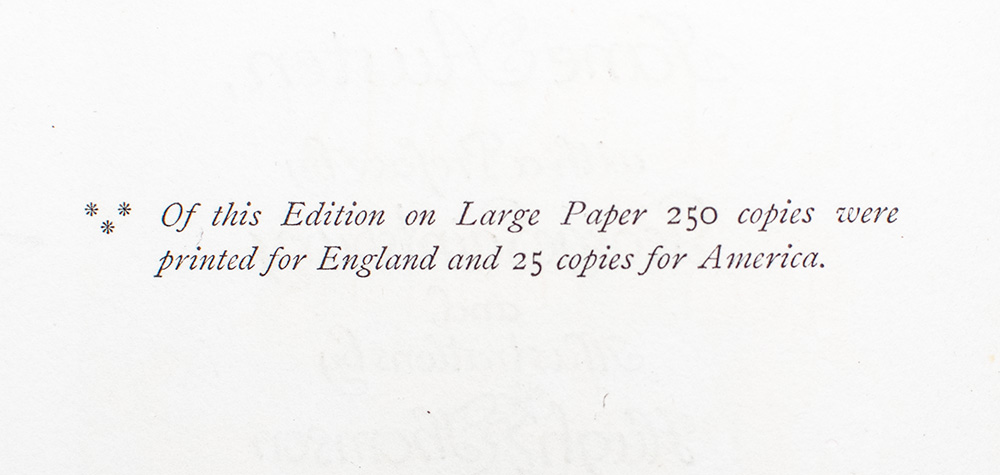 ⁎⁎⁎ Of this Edition on Large Paper 250 copies were
printed for England and 25 copies for America.